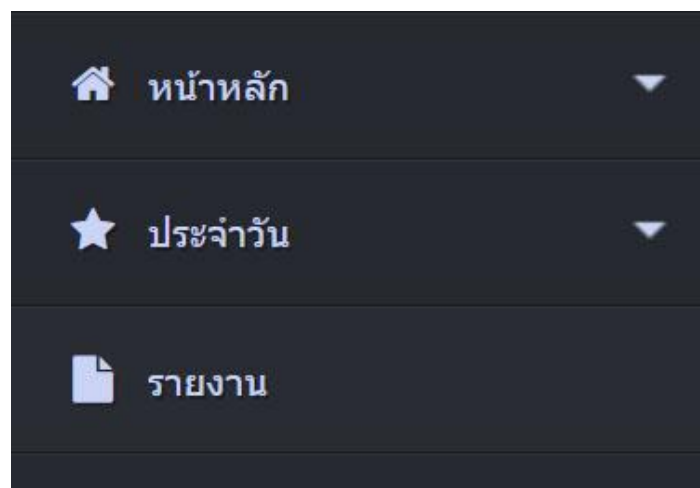 หน้าหลัก
ประจำวัน
รายงาน